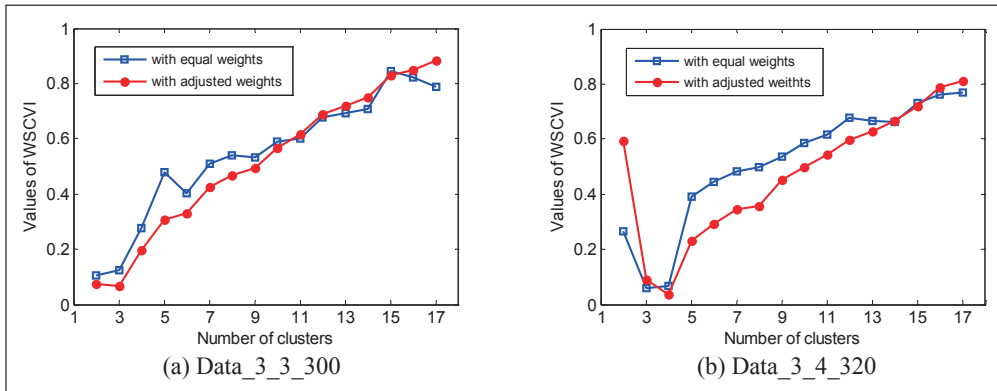 1
0.8
0.6
0.4
0.2
0
Values of WSCVI
with equal weights
with adjusted weights
1 3 5 7 9 11 13 15 17
Number of clusters
(a) Data_3_3_300
1
0.8
0.6
0.4
0.2
0
Values of WSCVI
with equal weights
with adjusted weithts
1 3 5 7 9 11 13 15 17
Number of clusters
(b) Data_3_4_320